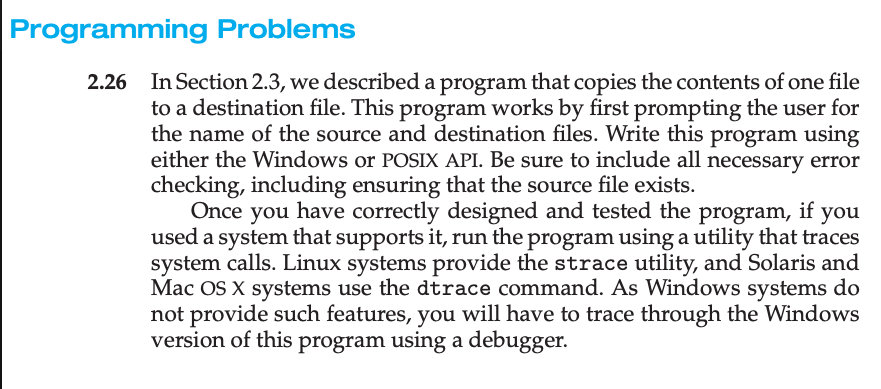 Programming Problems
2.26 In Section 2.3, we described a program that copies the contents of one file
to a destination file. This program works by first prompting the user for
the name of the source and destination files. Write this program using
either the Windows or POSIX API. Be sure to include all necessary error
checking, including ensuring that the source file exists.
Once you have correctly designed and tested the program, if you
used a system that supports it, run the program using a utility that traces
system calls. Linux systems provide the strace utility, and Solaris and
Mac OS X systems use the dtrace command. As Windows systems do
not provide such features, you will have to trace through the Windows
version of this program using a debugger.